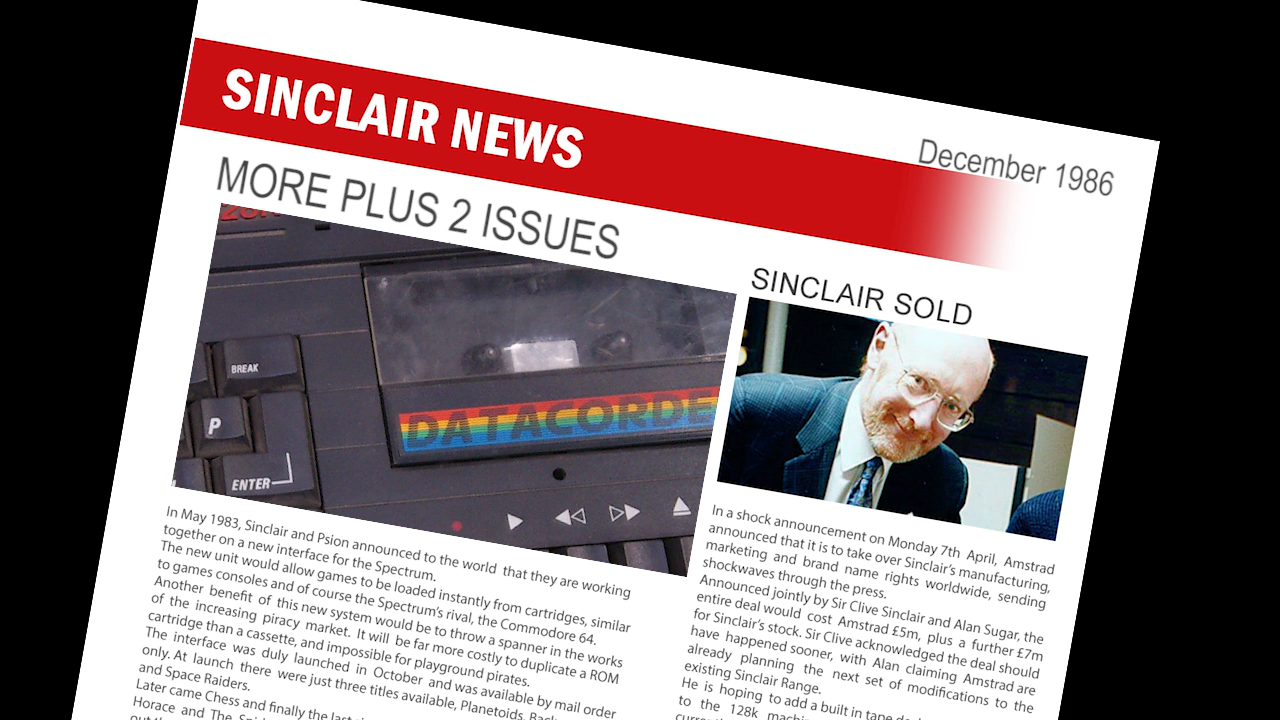 SINCLAIR NEWS
December 1986
MORE PLUS 2 ISSUES
BREAK
P
ENTER
DATACORDE
In May 1983, Sinclair and Psion announced to the world that they are working
together on a new interface for the Spectrum.
The new unit would allow games to be loaded instantly from cartridges, similar
to games consoles and of course the Spectrum's rival, the Commodore 64.
Another benefit of this new system would be to throw a spanner in the works
of the increasing piracy market. It will be far more costly to duplicate a ROM
cartridge than a cassette, and impossible for playground pirates.
The interface was duly launched in October and was available by mail order
only. At launch there were just three titles available, Planetoids,
and Space Raiders.
Later came Chess and finally the
Horace and The
SINCLAIR SOLD
In a shock announcement on Monday 7th April, Amstrad
announced that it is to take over Sinclair's manufacturing,
marketing and brand name rights worldwide, sending
shockwaves through the press.
Announced jointly by Sir Clive Sinclair and Alan Sugar, the
entire deal would cost Amstrad £5m, plus a further £7m
for Sinclair's stock. Sir Clive acknowledged the deal should
have happened sooner, with Alan claiming Amstrad are
already planning the next set of modifications to the
existing Sinclair Range.
He is hoping to add a built in tape
to the 128k